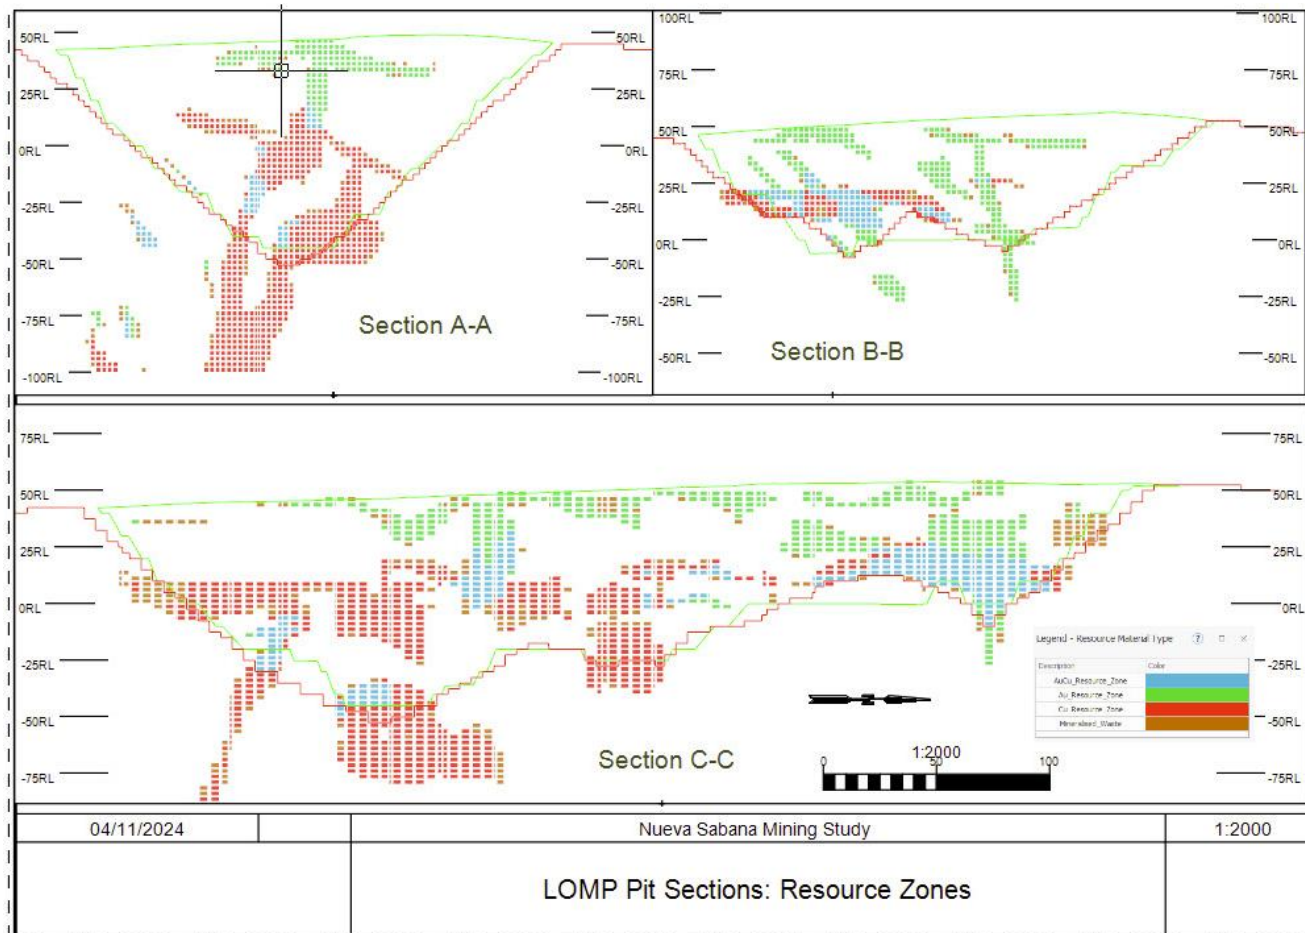 50RL
50RL
25RL
25RL
0RL
0RL
-25RL
-25RL
-50RL
-50RL
-75RL
-75RL
-100RL
-100RL
Section A-A
100RL
100RL
75RL
75RL
50RL
50RL
25RL
25RL
0RL
0RL
-25RL
-25RL
-50RL
-50RL
Section B-B
75RL
75RL
50RL
50RL
25RL
25RL
0RL
0RL
-25RL
-25RL
-50RL
-50RL
-75RL
-75RL
Section C-C
N
1:2000
0 50 100
Legend - Resource Material Type ?
Description Color
AuCu_Resource_Zone
Au_Resource_Zone
Cu_Resource_Zone
Mineralised_Waste
04/11/2024 Nueva Sabana Mining Study 1:2000
LOMP Pit Sections: Resource Zones